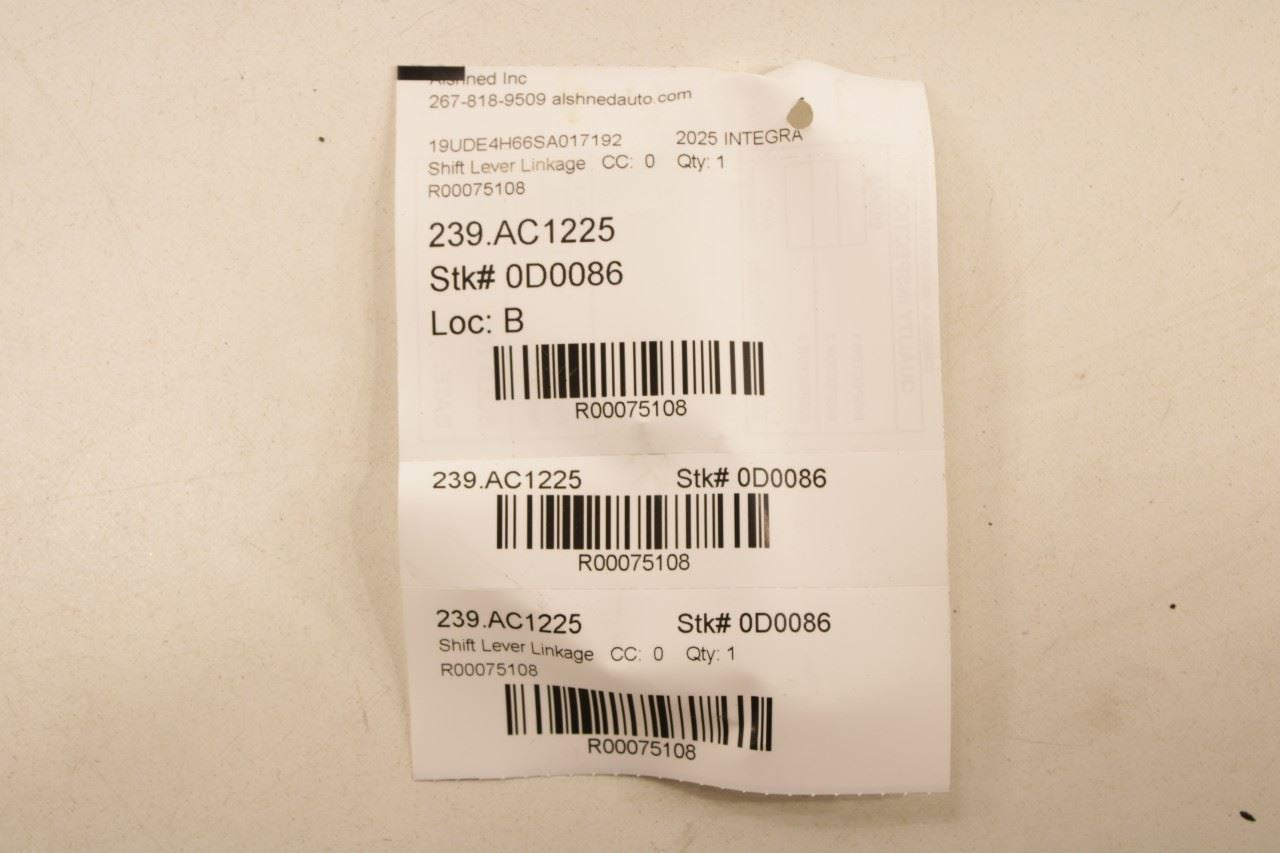 Alshned Inc
267-818-9509 alshnedauto.com
19UDE4H66SA017192 2025 INTEGRA
Shift Lever Linkage CC: 0 Qty: 1
R00075108
239.AC1225
Stk# 0D0086
Loc: B
R00075108
239.AC1225 Stk# 0D0086
R00075108
239.AC1225 Stk# 0D0086
Shift Lever Linkage CC: 0 Qty: 1
R00075108
R00075108